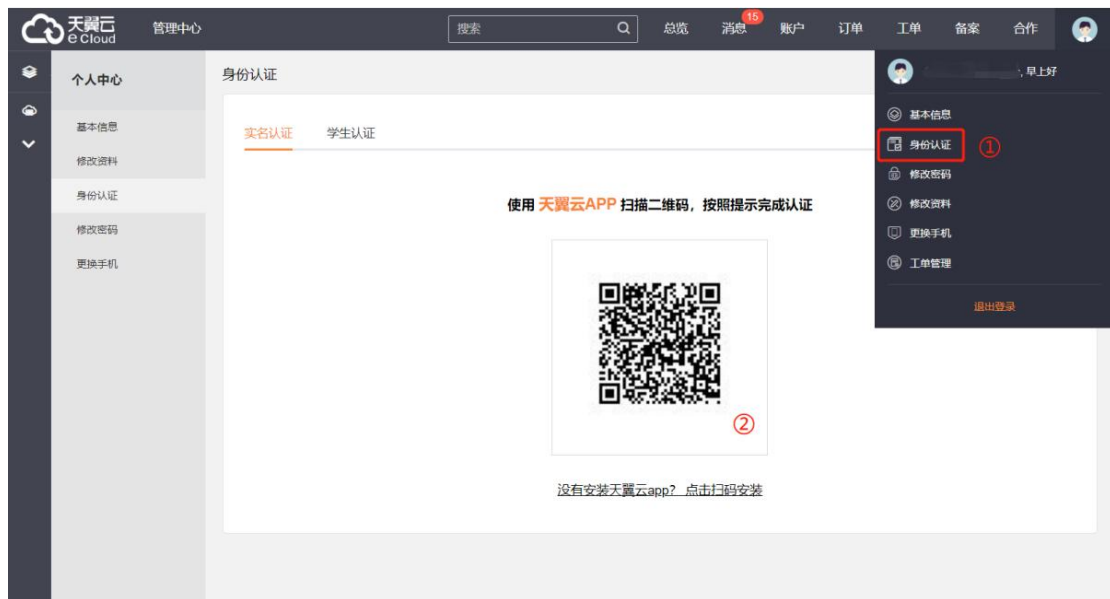 天翼云
e Cloud
管理中心
搜索
总览
消息
15
账户
订单
工单
备案
合作
个人中心
基本信息
修改资料
身份认证
修改密码
更换手机
身份认证
实名认证
学生认证
使用 天翼云APP 扫描二维码，按照提示完成认证
②
没有安装天翼云app？ 点击扫码安装
，早上好
基本信息
身份认证
①
修改密码
修改资料
更换手机
工单管理
退出登录